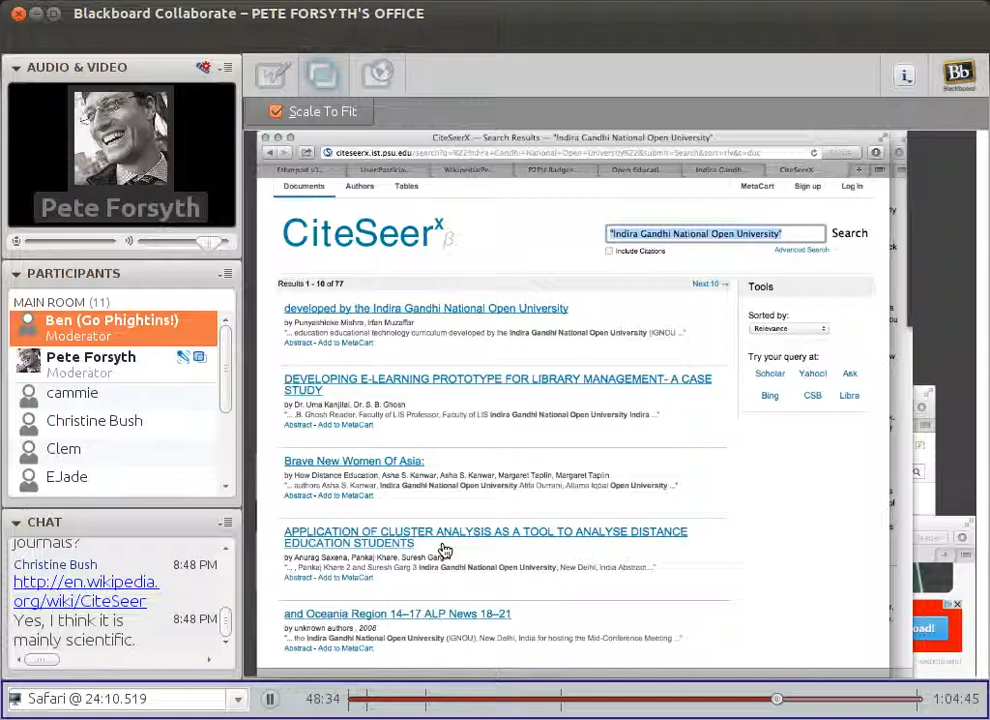 Blackboard Collaborate – PETE FORSYTH'S OFFICE
AUDIO & VIDEO
Pete Forsyth
PARTICIPANTS
MAIN ROOM (11)
Ben (Go Phightins!)
Moderator
Pete Forsyth
Moderator
cammie
Christine Bush
Clem
EJade
CHAT
journals?
Christine Bush 8:48 PM
http://en.wikipedia.
org/wiki/CiteSeer
Yes, I think it is 8:48 PM
mainly scientific.
Scale To Fit
i
Bb
Blackboard
CiteSeerX — Search Results — "Indira Gandhi National Open University"
Documents Authors Tables
MetaCart Sign up Log in
CiteSeerX β
"Indira Gandhi National Open University" Search
Include Citations Advanced Search
Results 1 - 10 of 77 Next 10 →
developed by the Indira Gandhi National Open University
by Punyashloke Mishra, Irfan Muzaffar
"... education educational technology curriculum developed by the Indira Gandhi National Open University (IGNOU ..."
Abstract - Add to MetaCart
DEVELOPING E-LEARNING PROTOTYPE FOR LIBRARY MANAGEMENT- A CASE
STUDY
by Dr. Uma Kanjilal, Dr. S. B. Ghosh
"... .B. Ghosh Reader, Faculty of LIS Professor, Faculty of LIS Indira Gandhi National Open University Indira ..."
Abstract - Add to MetaCart
Brave New Women Of Asia:
by How Distance Education, Asha S. Kanwar, Margaret Taplin, Margaret Taplin
"... authors Asha S. Kanwar, Indira Gandhi National Open University Attia Durrani, Allama Iqbal Open University ..."
Abstract - Add to MetaCart
APPLICATION OF CLUSTER ANALYSIS AS A TOOL TO ANALYSE DISTANCE
EDUCATION STUDENTS
by Anurag Saxena, Pankaj Khare, Suresh Garg
"... , Pankaj Khare 2 and Suresh Garg 3 Indira Gandhi National Open University, New Delhi, India Abstract..."
Abstract - Add to MetaCart
and Oceania Region 14–17 ALP News 18–21
by unknown authors , 2008
"... the Indira Gandhi National Open University (IGNOU), New Delhi, India for hosting the Mid-Conference Meeting ..."
Abstract - Add to MetaCart
Tools
Sorted by:
Relevance
Try your query at:
Scholar Yahoo! Ask
Bing CSB Libra
oad!
Safari @ 24:10.519
48:34
1:04:45